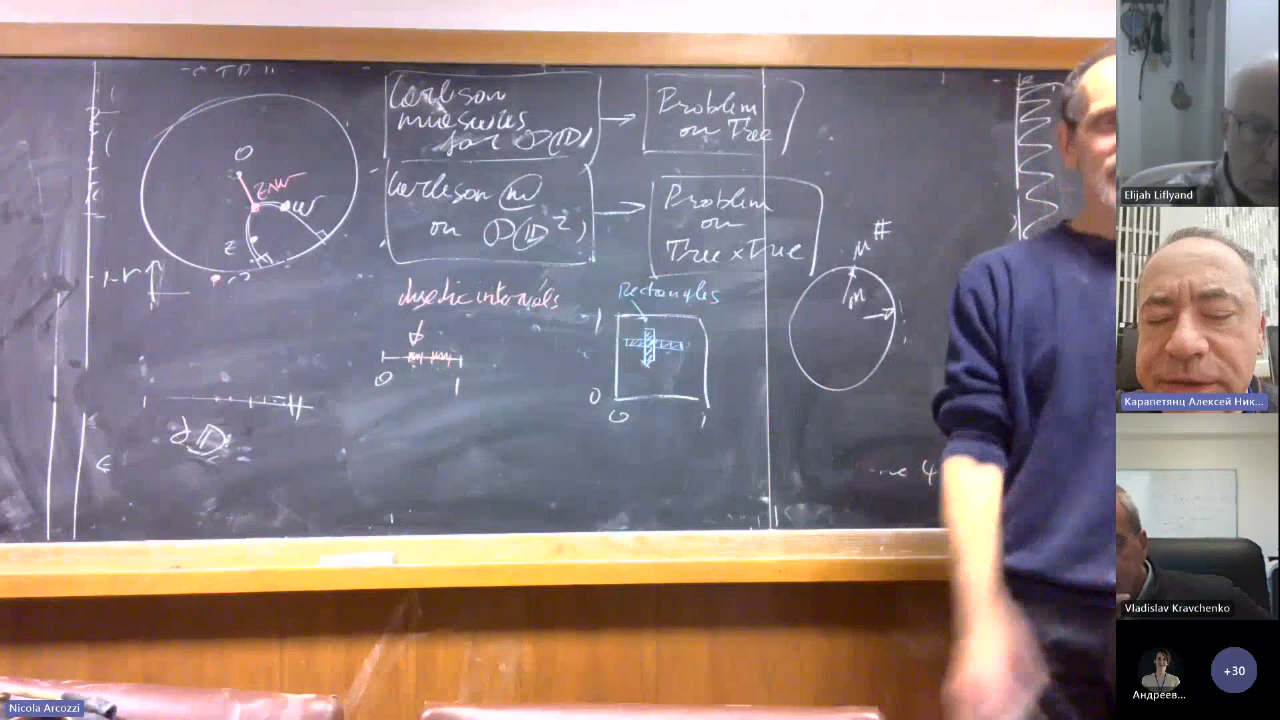 O
z∧w
w
z
1-r
∂D
Carleson
measures
for D(D)
Problem
on Tree
Carleson m
on D(D²)
Problem
on
Tree × Tree
dyadic intervals
0
1
Rectangles
1
0
0
1
μ#
μ
Elijah Liflyand
Карапетянц Алексей Ник...
Vladislav Kravchenko
Андреев...
+30
Nicola Arcozzi